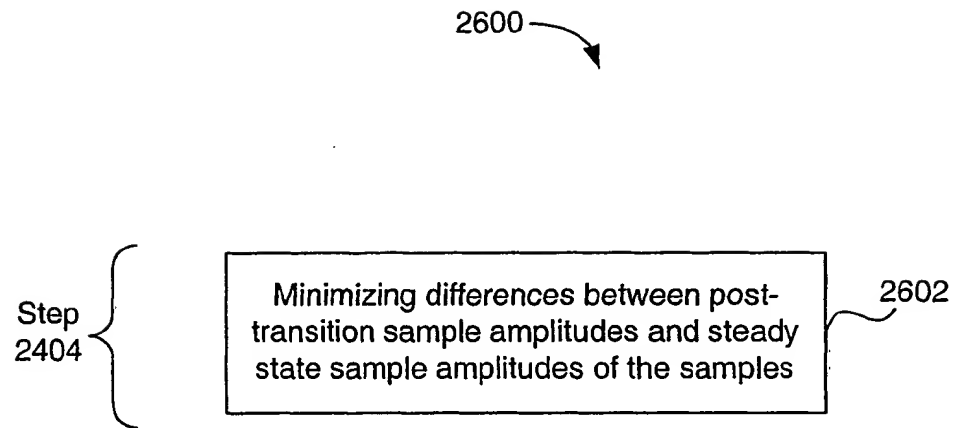 2600
Step
2404
Minimizing differences between post-
transition sample amplitudes and steady
state sample amplitudes of the samples
2602